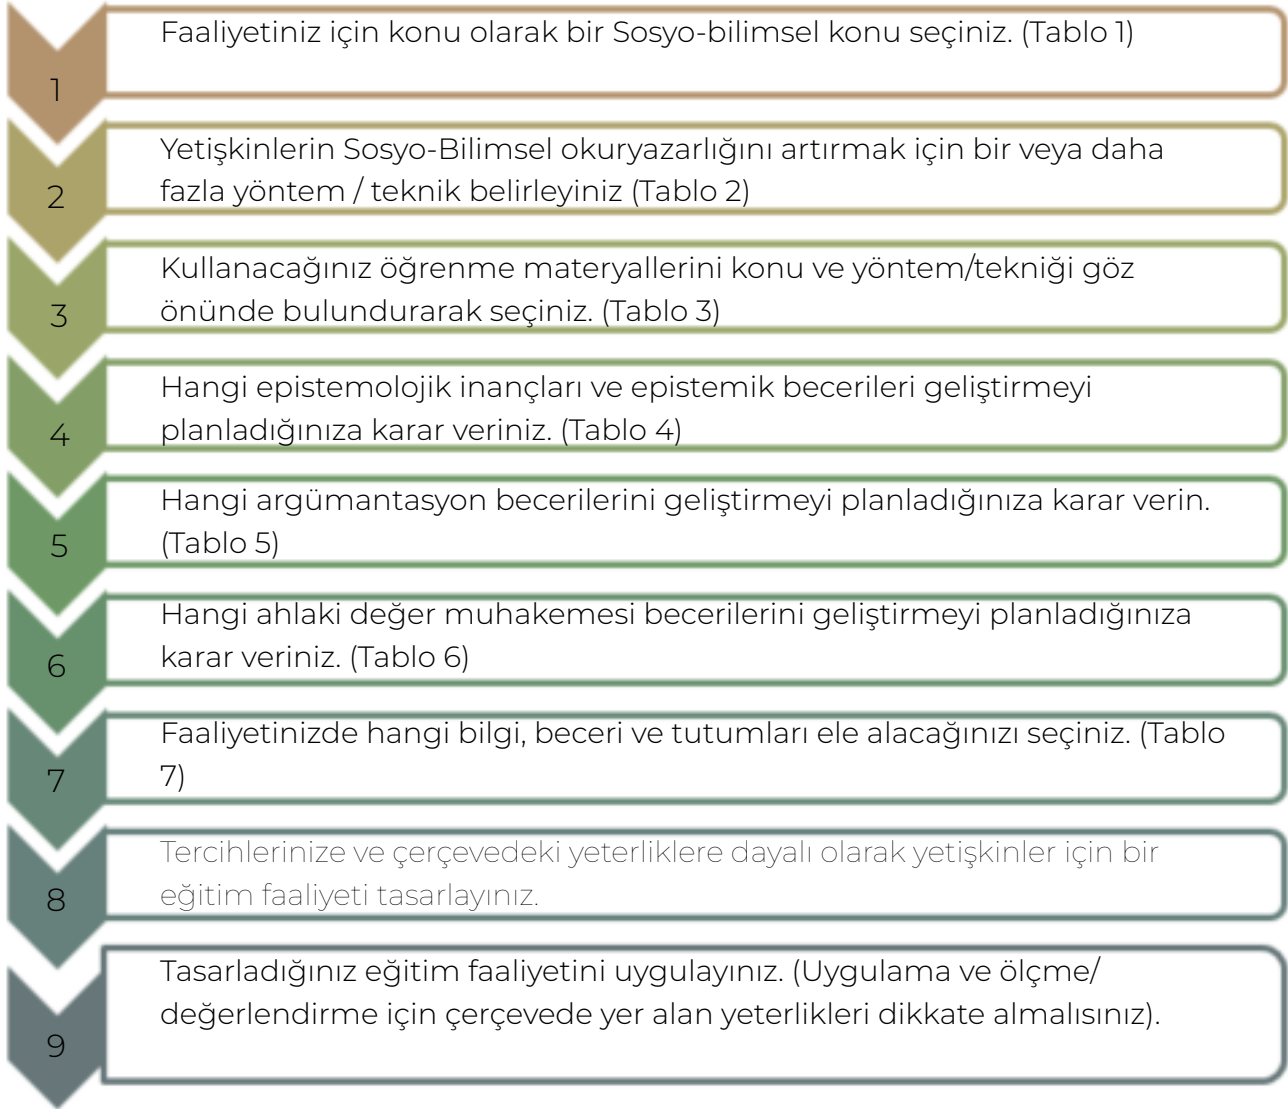 1
Faaliyetiniz için konu olarak bir Sosyo-bilimsel konu seçiniz. (Tablo 1)
2
Yetişkinlerin Sosyo-Bilimsel okuryazarlığını artırmak için bir veya daha
fazla yöntem / teknik belirleyiniz (Tablo 2)
3
Kullanacağınız öğrenme materyallerini konu ve yöntem/tekniği göz
önünde bulundurarak seçiniz. (Tablo 3)
4
Hangi epistemolojik inançları ve epistemik becerileri geliştirmeyi
planladığınıza karar veriniz. (Tablo 4)
5
Hangi argümantasyon becerilerini geliştirmeyi planladığınıza karar verin.
(Tablo 5)
6
Hangi ahlaki değer muhakemesi becerilerini geliştirmeyi planladığınıza
karar veriniz. (Tablo 6)
7
Faaliyetinizde hangi bilgi, beceri ve tutumları ele alacağınızı seçiniz. (Tablo
7)
8
Tercihlerinize ve çerçevedeki yeterliklere dayalı olarak yetişkinler için bir
eğitim faaliyeti tasarlayınız.
9
Tasarladığınız eğitim faaliyetini uygulayınız. (Uygulama ve ölçme/
değerlendirme için çerçevede yer alan yeterlikleri dikkate almalısınız).